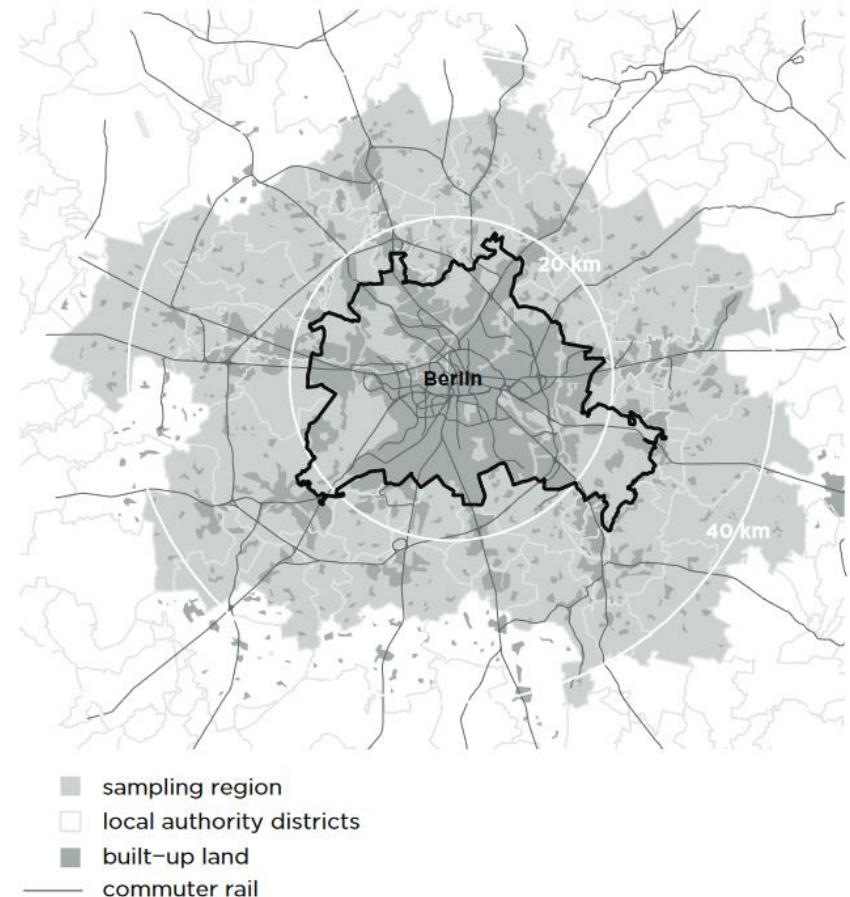 20 km
Berlin
40 km
sampling region
local authority districts
built-up land
commuter rail